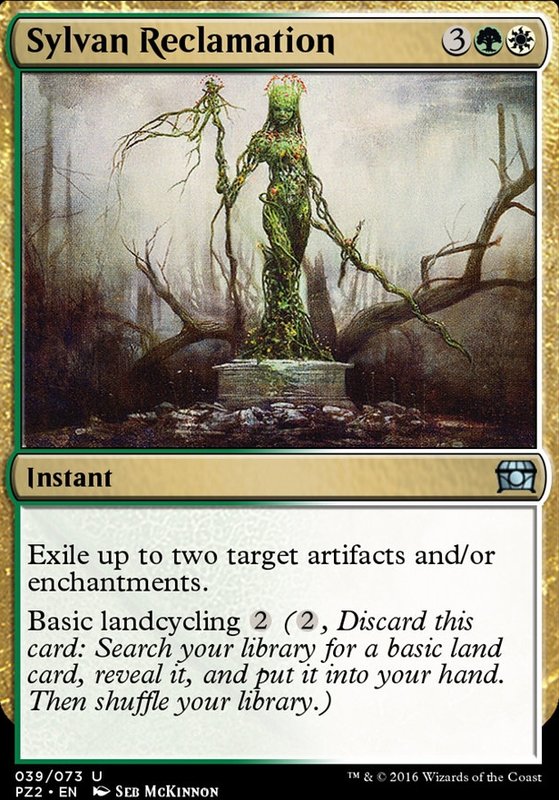 Sylvan Reclamation 3
Instant
Exile up to two target artifacts and/or
enchantments.
Basic landcycling 2 (2, Discard this
card: Search your library for a basic land
card, reveal it, and put it into your hand.
Then shuffle your library.)
039/073 U
PZ2 • EN Seb McKinnon
™ & © 2016 Wizards of the Coast